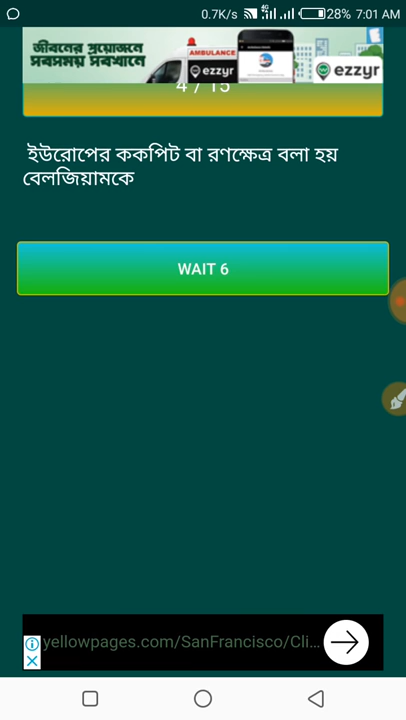 0.7K/s 4G 28% 7:01 AM
জীবনের প্রয়োজনে
সবসময় সবখানে
AMBULANCE
ezzyr
ezzyr
4 / 15
ইউরোপের ককপিট বা রণক্ষেত্র বলা হয়
বেলজিয়ামকে
WAIT 6
yellowpages.com/SanFrancisco/Cli...